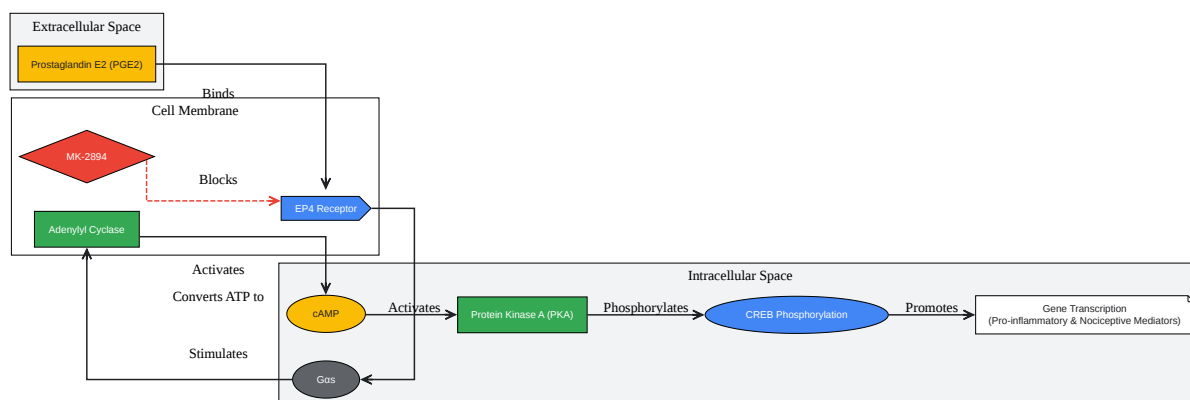 Extracellular Space
Prostaglandin E2 (PGE2)
Binds
Cell Membrane
MK-2894
Blocks
EP4 Receptor
Adenylyl Cyclase
Activates
Intracellular Space
Converts ATP to
cAMP
Activates
Protein Kinase A (PKA)
Phosphorylates
CREB Phosphorylation
Promotes
Gene Transcription
(Pro-inflammatory & Nociceptive Mediators)
Stimulates
Gαs